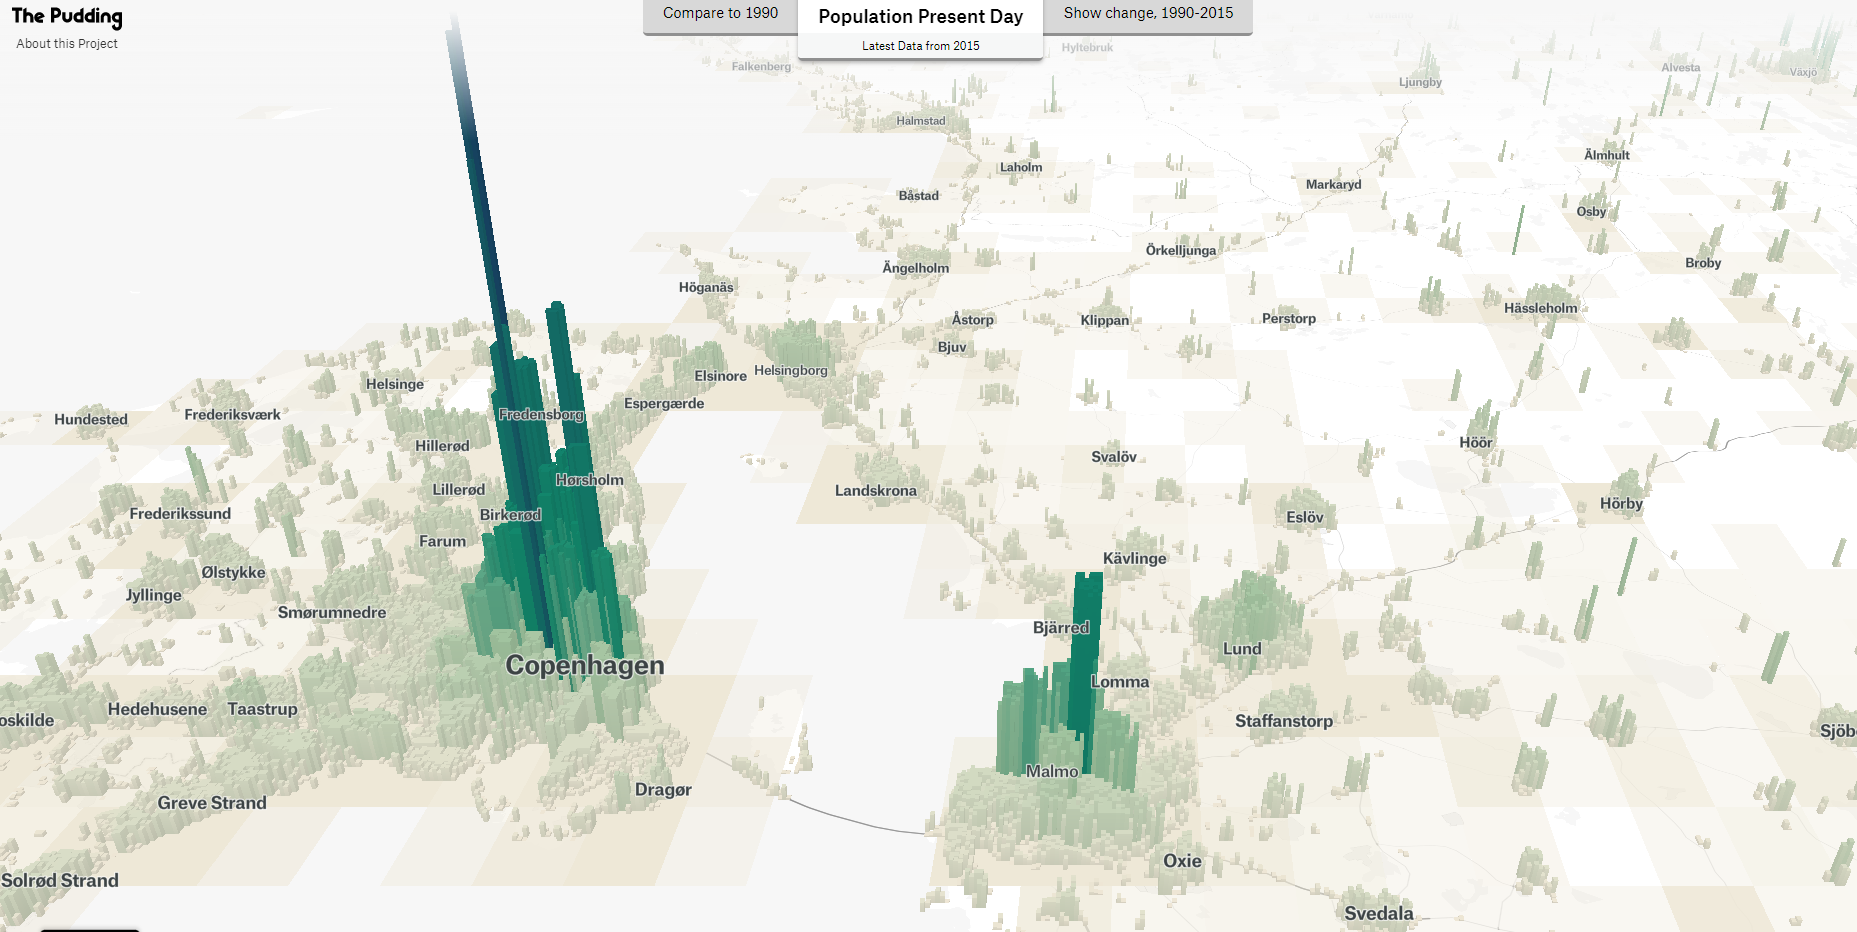 The Pudding
About this Project
Compare to 1990
Population Present Day
Latest Data from 2015
Show change, 1990-2015
Hyltebruk
Falkenberg
Ljungby
Alvesta
Växjö
Halmstad
Laholm
Älmhult
Markaryd
Båstad
Osby
Örkelljunga
Ängelholm
Broby
Höganäs
Åstorp
Klippan
Perstorp
Hässleholm
Bjuv
Helsingborg
Elsinore
Helsinge
Espergærde
Hundested
Frederiksværk
Fredensborg
Hillerød
Höör
Svalöv
Hørsholm
Lillerød
Landskrona
Hörby
Frederikssund
Birkerød
Eslöv
Farum
Kävlinge
Ølstykke
Jyllinge
Smørumnedre
Bjärred
Lund
Copenhagen
Lomma
Hedehusene
Taastrup
oskilde
Staffanstorp
Sjöb
Malmo
Dragør
Greve Strand
Oxie
Solrød Strand
Svedala